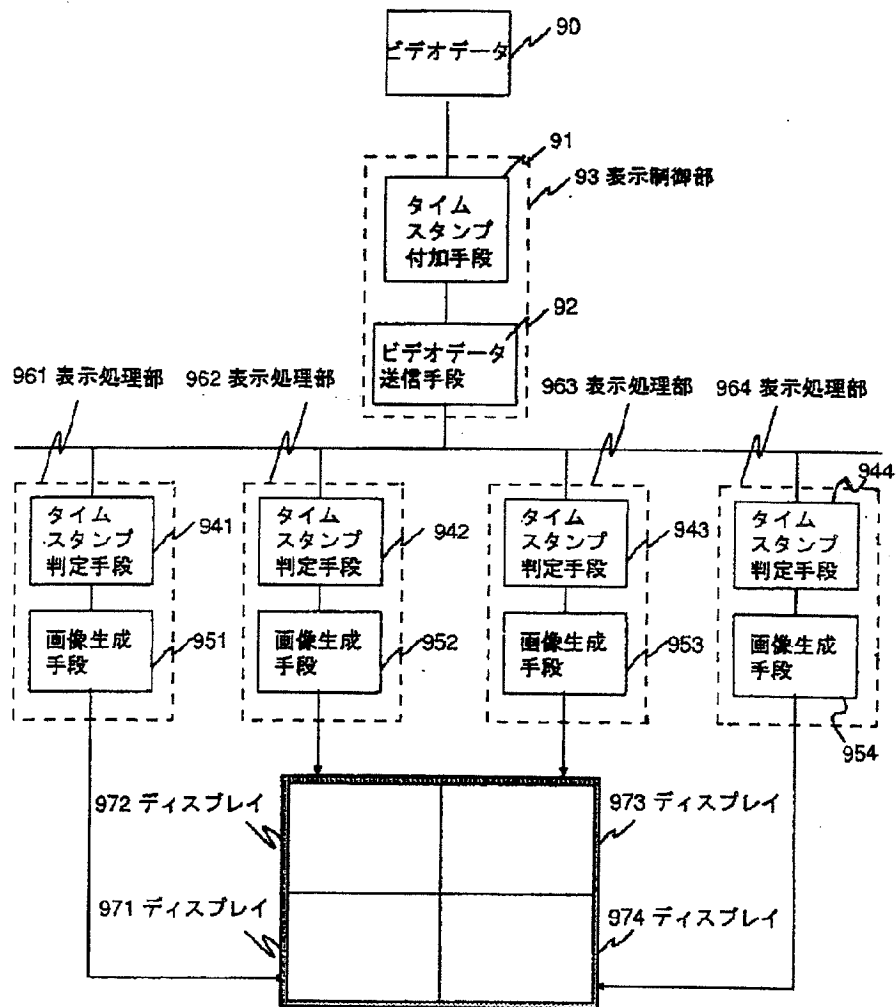 ビデオデータ
90
91
93 表示制御部
タイム
スタンプ
付加手段
92
ビデオデータ
送信手段
961 表示処理部
962 表示処理部
963 表示処理部
964 表示処理部
タイム
スタンプ
判定手段
941
タイム
スタンプ
判定手段
942
タイム
スタンプ
判定手段
943
タイム
スタンプ
判定手段
944
画像生成
手段
951
画像生成
手段
952
画像生成
手段
953
画像生成
手段
954
972 ディスプレイ
973 ディスプレイ
971 ディスプレイ
974 ディスプレイ